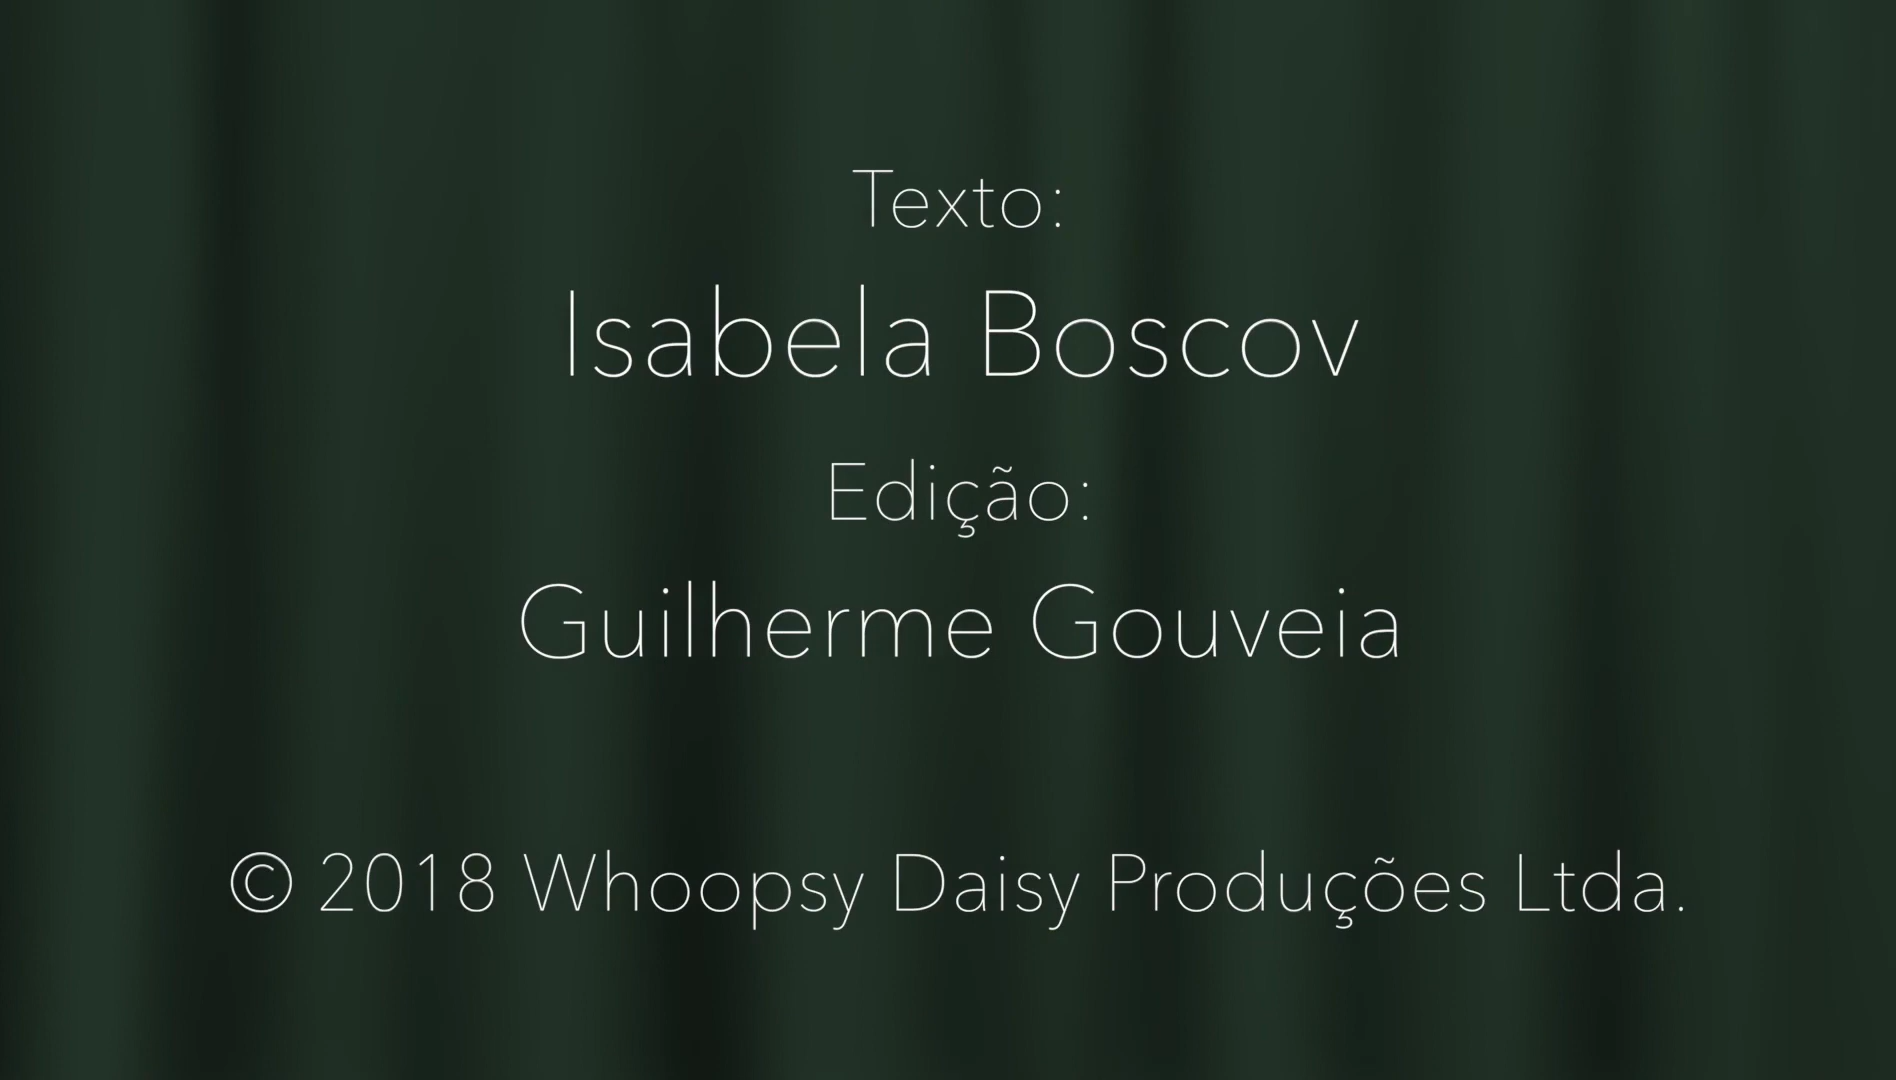 Texto:
Isabela Boscov
Edição:
Guilherme Gouveia
© 2018 Whoopsy Daisy Produções Ltda.